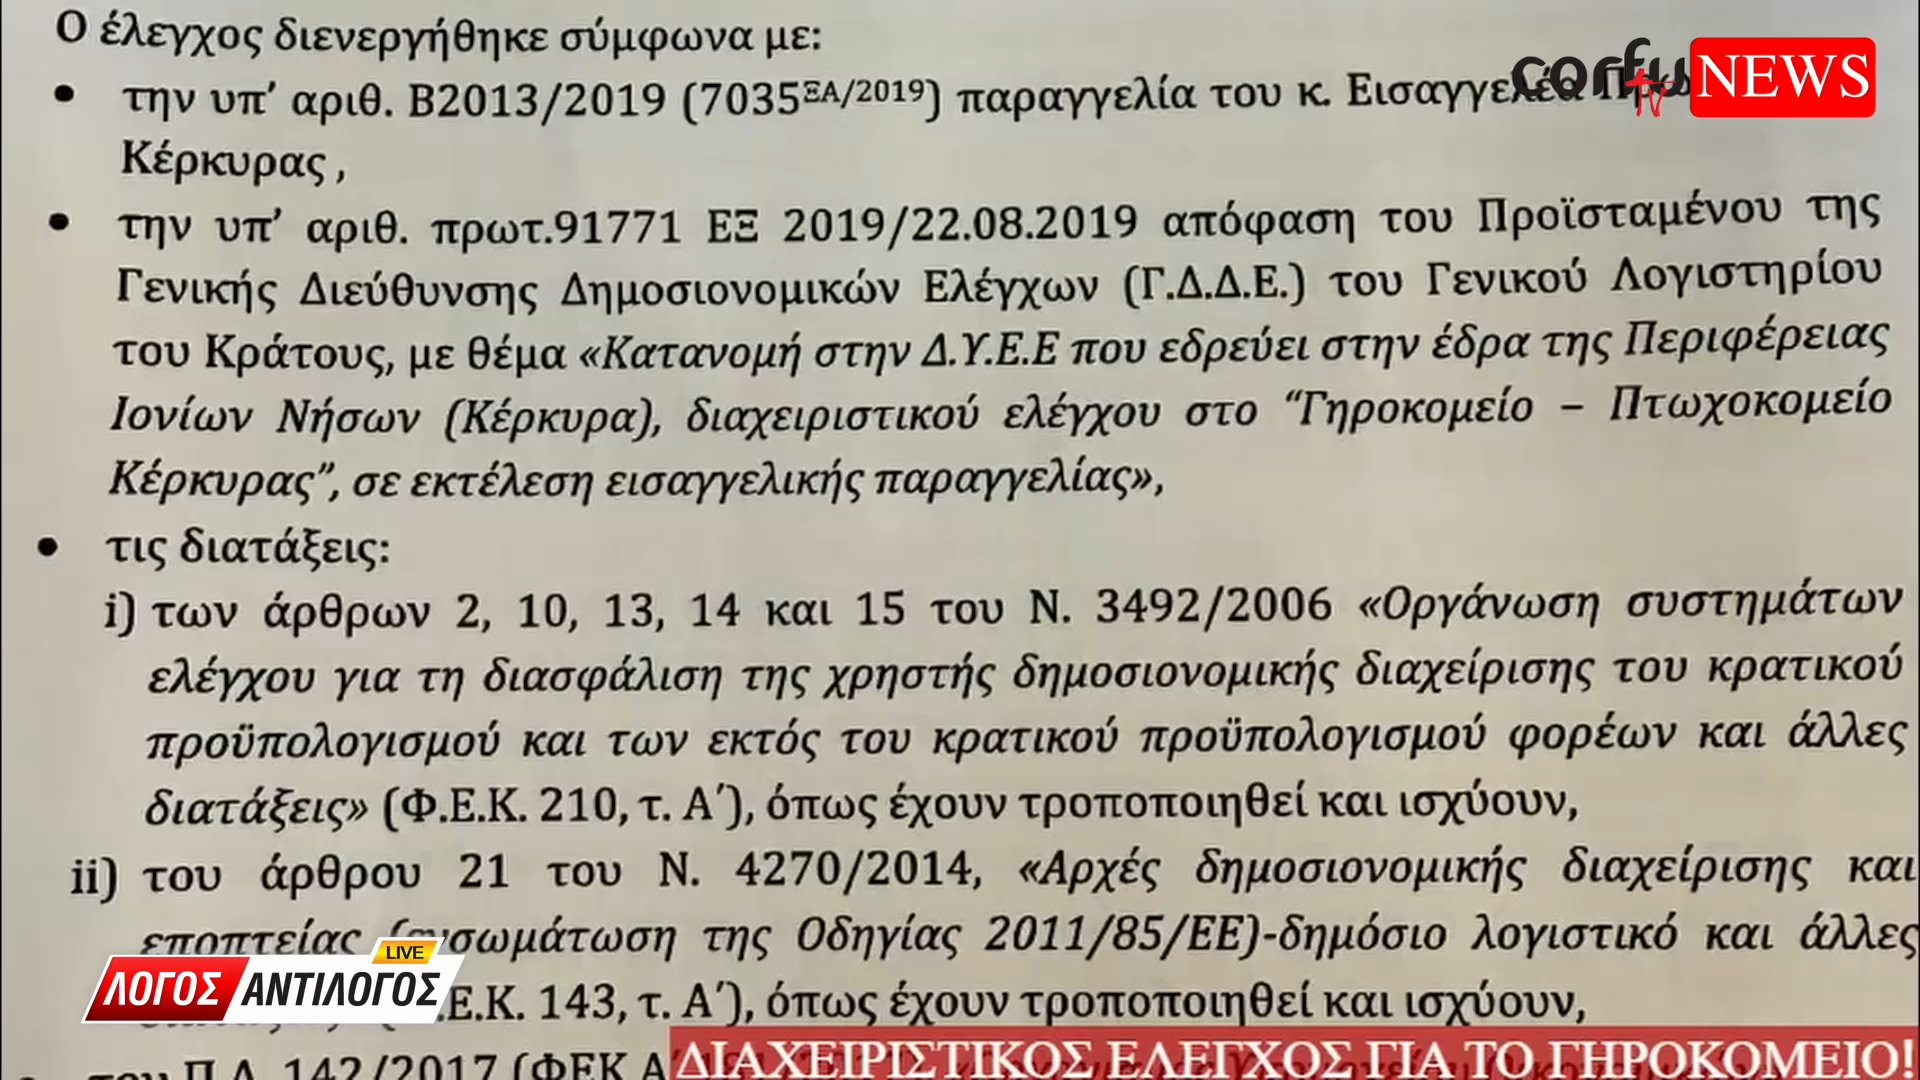 Ο έλεγχος διενεργήθηκε σύμφωνα με:
corfu TV NEWS
• την υπ’ αριθ. Β2013/2019 (7035ΕΞΑ/2019) παραγγελία του κ. Εισαγγελέα
Κέρκυρας ,
• την υπ’ αριθ. πρωτ.91771 ΕΞ 2019/22.08.2019 απόφαση του Προϊσταμένου της
Γενικής Διεύθυνσης Δημοσιονομικών Ελέγχων (Γ.Δ.Δ.Ε.) του Γενικού Λογιστηρίου
του Κράτους, με θέμα «Κατανομή στην Δ.Υ.Ε.Ε που εδρεύει στην έδρα της Περιφέρειας
Ιονίων Νήσων (Κέρκυρα), διαχειριστικού ελέγχου στο “Γηροκομείο – Πτωχοκομείο
Κέρκυρας”, σε εκτέλεση εισαγγελικής παραγγελίας»,
• τις διατάξεις:
i) των άρθρων 2, 10, 13, 14 και 15 του Ν. 3492/2006 «Οργάνωση συστημάτων
ελέγχου για τη διασφάλιση της χρηστής δημοσιονομικής διαχείρισης του κρατικού
προϋπολογισμού και των εκτός του κρατικού προϋπολογισμού φορέων και άλλες
διατάξεις» (Φ.Ε.Κ. 210, τ. Α΄), όπως έχουν τροποποιηθεί και ισχύουν,
ii) του άρθρου 21 του Ν. 4270/2014, «Αρχές δημοσιονομικής διαχείρισης και
εποπτείας (ενσωμάτωση της Οδηγίας 2011/85/ΕΕ)-δημόσιο λογιστικό και άλλες
.Ε.Κ. 143, τ. Α΄), όπως έχουν τροποποιηθεί και ισχύουν,
LIVE
ΛΟΓΟΣ ΑΝΤΙΛΟΓΟΣ
Π.Δ. 142/2017 (ΦΕΚ Α΄
ΔΙΑΧΕΙΡΙΣΤΙΚΟΣ ΕΛΕΓΧΟΣ ΓΙΑ ΤΟ ΓΗΡΟΚΟΜΕΙΟ!